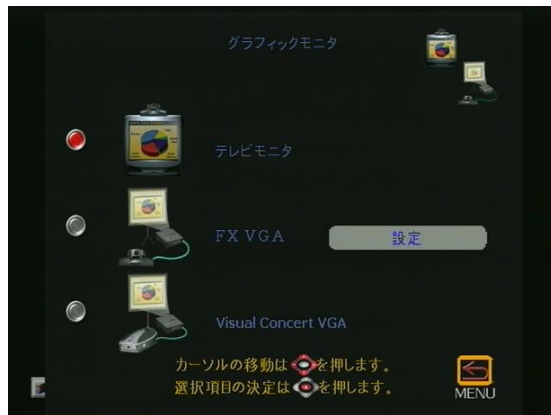 グラフィックモニタ
テレビモニタ
FX VGA
設定
Visual Concert VGA
カーソルの移動はを押します。
選択項目の決定はを押します。
MENU